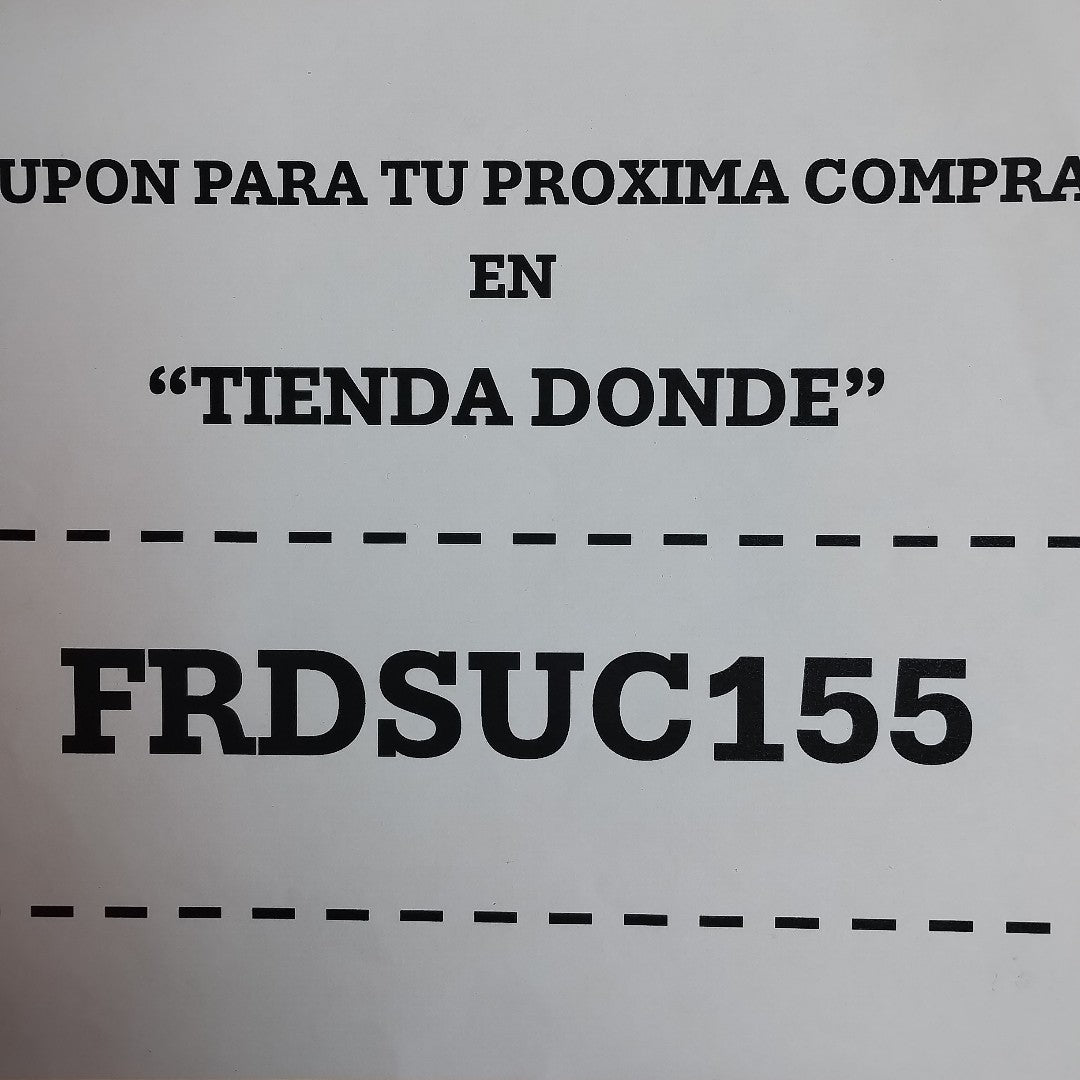 UPON PARA TU PROXIMA COMPRA
EN
“TIENDA DONDE”
FRDSUC155